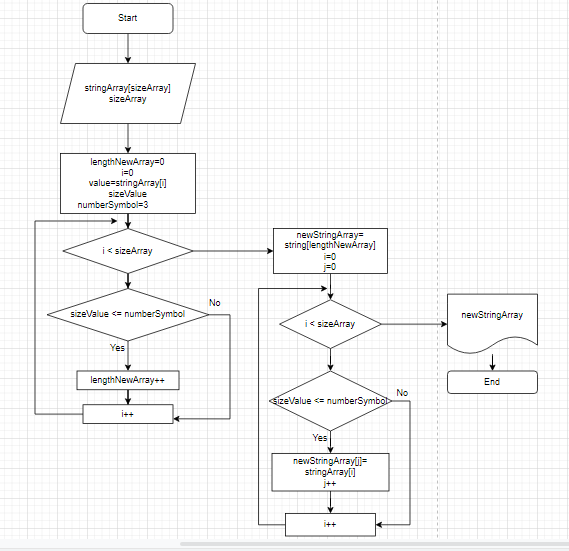 Start
stringArray[sizeArray]
sizeArray
lengthNewArray=0
i=0
value=stringArray[i]
sizeValue
numberSymbol=3
i < sizeArray
sizeValue <= numberSymbol
No
Yes
lengthNewArray++
i++
newStringArray=
string[lengthNewArray]
i=0
j=0
i < sizeArray
sizeValue <= numberSymbol
No
Yes
newStringArray[j]=
stringArray[i]
j++
i++
newStringArray
End